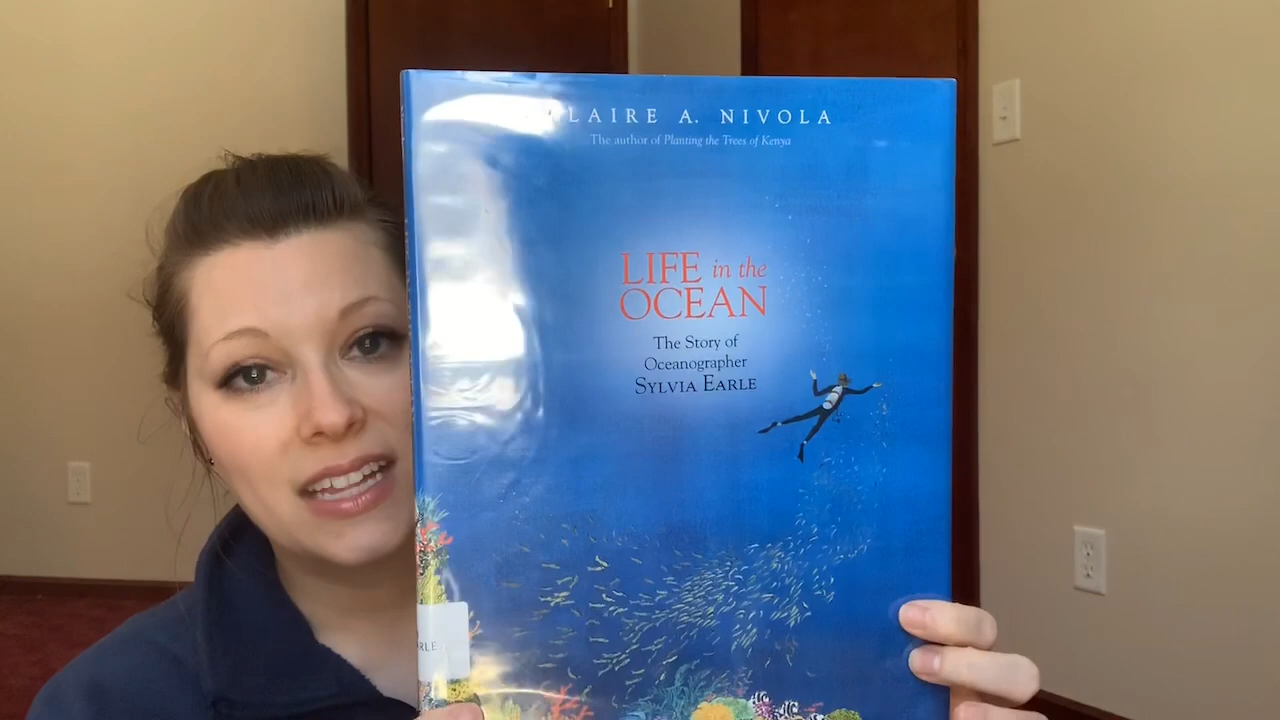 LAIRE A. NIVOLA
The author of Planting the Trees of Kenya
LIFE in the
OCEAN
The Story of
Oceanographer
SYLVIA EARLE
RLE